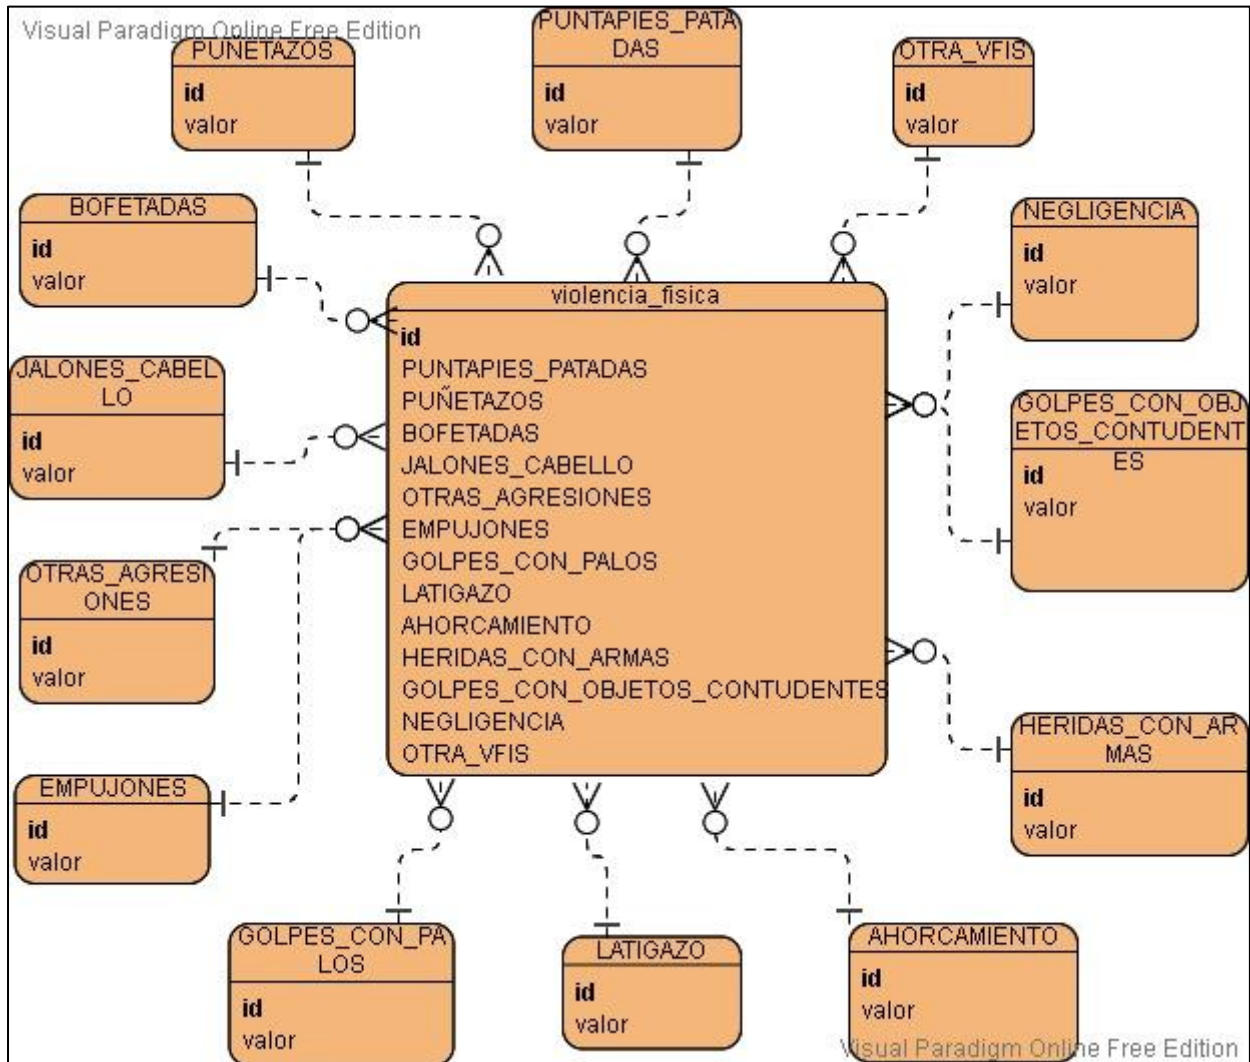 Visual Paradigm Online Free Edition
PUNETAZOS
id
valor
PUNTAPIES_PATA
DAS
id
valor
OTRA_VFIS
id
valor
BOFETADAS
id
valor
NEGLIGENCIA
id
valor
JALONES_CABEL
LO
id
valor
GOLPES_CON_OBJ
ETOS_CONTUDENT
ES
id
valor
violencia_fisica
id
PUNTAPIES_PATADAS
PUÑETAZOS
BOFETADAS
JALONES_CABELLO
OTRAS_AGRESIONES
EMPUJONES
GOLPES_CON_PALOS
LATIGAZO
AHORCAMIENTO
HERIDAS_CON_ARMAS
GOLPES_CON_OBJETOS_CONTUDENTES
NEGLIGENCIA
OTRA_VFIS
OTRAS_AGRESI
ONES
id
valor
HERIDAS_CON_AR
MAS
id
valor
EMPUJONES
id
valor
GOLPES_CON_PA
LOS
id
valor
LATIGAZO
id
valor
AHORCAMIENTO
id
valor
Visual Paradigm Online Free Edition